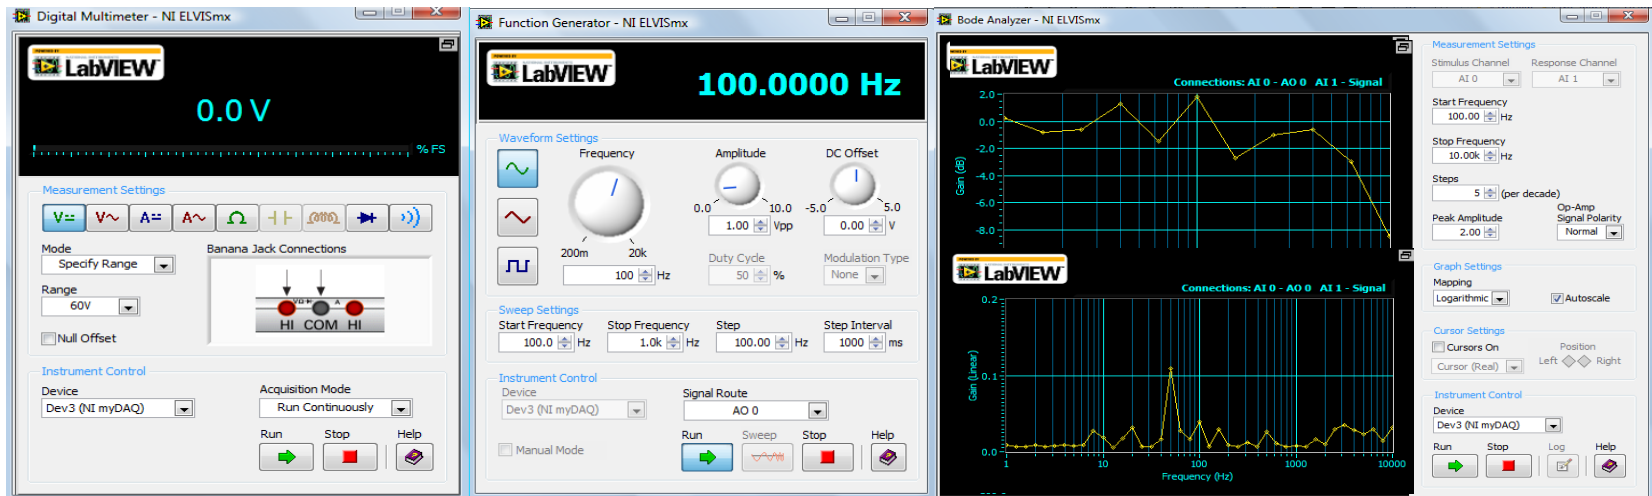 Digital Multimeter - NI ELVISmx
LabVIEW
0.0 V
% FS
Measurement Settings
V
V
A
A
Ω
Mode
Specify Range
Banana Jack Connections
Range
60V
HI COM HI
Null Offset
Instrument Control
Device
Dev3 (NI myDAQ)
Acquisition Mode
Run Continuously
Run Stop Help
Function Generator - NI ELVISmx
LabVIEW
100.0000 Hz
Waveform Settings
Frequency Amplitude DC Offset
0.0 10.0 -5.0 5.0
1.00 Vpp 0.00 V
200m 20k
100 Hz
Duty Cycle Modulation Type
50 % None
Sweep Settings
Start Frequency Stop Frequency Step Step Interval
100.0 Hz 1.0k Hz 100.00 Hz 1000 ms
Instrument Control
Device Signal Route
Dev3 (NI myDAQ) AO 0
Run Sweep Stop Help
Manual Mode
Bode Analyzer - NI ELVISmx
LabVIEW
Connections: AI 0 - AO 0 AI 1 - Signal
2.0
0.0
-2.0
-4.0
-6.0
-8.0
Gain (dB)
LabVIEW
Connections: AI 0 - AO 0 AI 1 - Signal
0.2
0.1
0.0
Gain (Linear)
1 10 100 1000 10000
Frequency (Hz)
Measurement Settings
Stimulus Channel Response Channel
AI 0 AI 1
Start Frequency
100.00 Hz
Stop Frequency
10.00k Hz
Steps
5 (per decade)
Peak Amplitude
2.00
Op-Amp
Signal Polarity
Normal
Graph Settings
Mapping
Logarithmic Autoscale
Cursor Settings
Cursors On Position
Cursor (Real) Left Right
Instrument Control
Device
Dev3 (NI myDAQ)
Run Stop Log Help